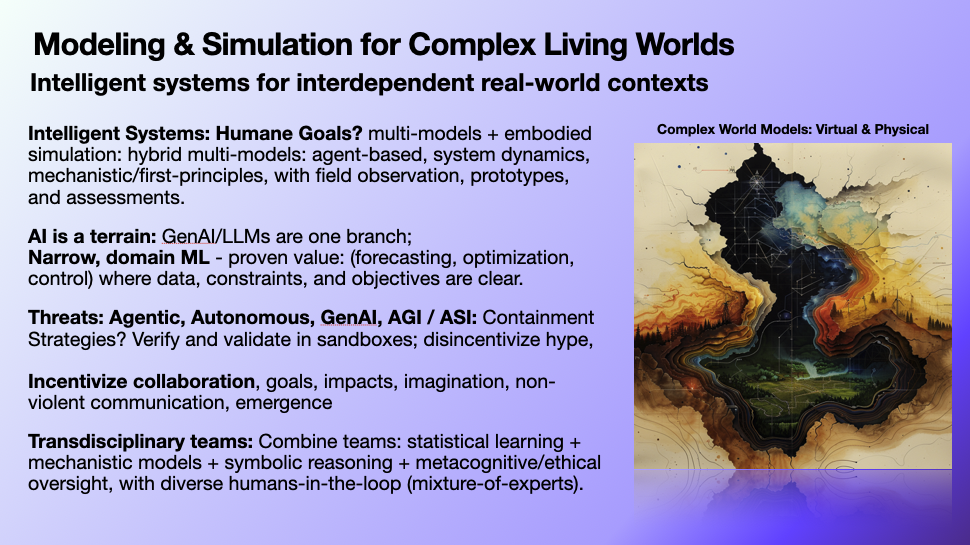 Modeling & Simulation for Complex Living Worlds
Intelligent systems for interdependent real-world contexts
Intelligent Systems: Humane Goals? multi-models + embodied
simulation: hybrid multi-models: agent-based, system dynamics,
mechanistic/first-principles, with field observation, prototypes,
and assessments.
AI is a terrain: GenAI/LLMs are one branch;
Narrow, domain ML - proven value: (forecasting, optimization,
control) where data, constraints, and objectives are clear.
Threats: Agentic, Autonomous, GenAI, AGI / ASI: Containment
Strategies? Verify and validate in sandboxes; disincentivize hype,
Incentivize collaboration, goals, impacts, imagination, non-
violent communication, emergence
Transdisciplinary teams: Combine teams: statistical learning +
mechanistic models + symbolic reasoning + metacognitive/ethical
oversight, with diverse humans-in-the-loop (mixture-of-experts).
Complex World Models: Virtual & Physical